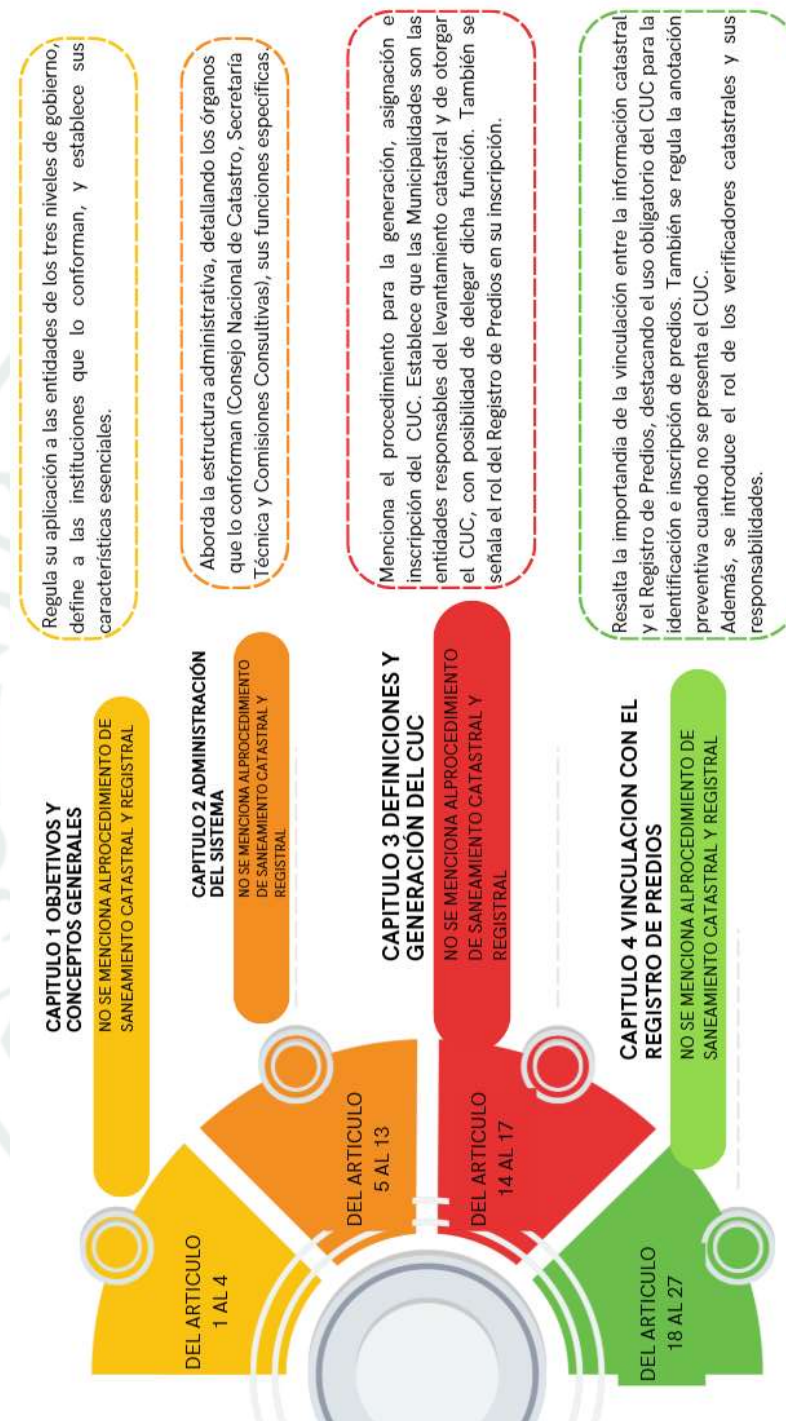 CAPITULO 1 OBJETIVOS Y
CONCEPTOS GENERALES
NO SE MENCIONA ALPROCEDIMIENTO DE
SANEAMIENTO CATASTRAL Y REGISTRAL
DEL ARTICULO
1 AL 4
Regula su aplicación a las entidades de los tres niveles de gobierno,
define a las instituciones que lo conforman, y establece sus
características esenciales.
CAPITULO 2 ADMINISTRACIÓN
DEL SISTEMA
NO SE MENCIONA ALPROCEDIMIENTO
DE SANEAMIENTO CATASTRAL Y
REGISTRAL
DEL ARTICULO
5 AL 13
Aborda la estructura administrativa, detallando los órganos
que lo conforman (Consejo Nacional de Catastro, Secretaría
Técnica y Comisiones Consultivas), sus funciones específicas
CAPITULO 3 DEFINICIONES Y
GENERACIÓN DEL CUC
NO SE MENCIONA ALPROCEDIMIENTO
DE SANEAMIENTO CATASTRAL Y
REGISTRAL
DEL ARTICULO
14 AL 17
Menciona el procedimiento para la generación, asignación e
inscripción del CUC. Establece que las Municipalidades son las
entidades responsables del levantamiento catastral y de otorgar
el CUC, con posibilidad de delegar dicha función. También se
señala el rol del Registro de Predios en su inscripción.
CAPITULO 4 VINCULACION CON EL
REGISTRO DE PREDIOS
NO SE MENCIONA ALPROCEDIMIENTO DE
SANEAMIENTO CATASTRAL Y REGISTRAL
DEL ARTICULO
18 AL 27
Resalta la importandia de la vinculación entre la información catastral
y el Registro de Predios, destacando el uso obligatorio del CUC para la
identificación e inscripción de predios. También se regula la anotación
preventiva cuando no se presenta el CUC.
Además, se introduce el rol de los verificadores catastrales y sus
responsabilidades.